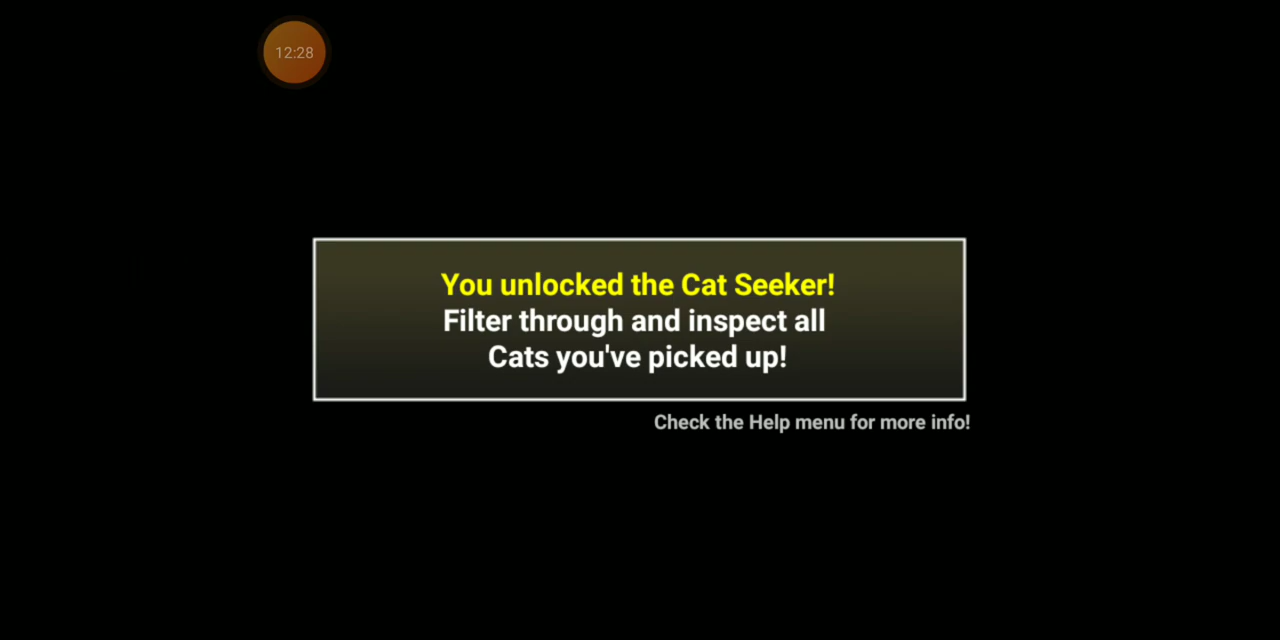 12:28
You unlocked the Cat Seeker!
Filter through and inspect all
Cats you've picked up!
Check the Help menu for more info!